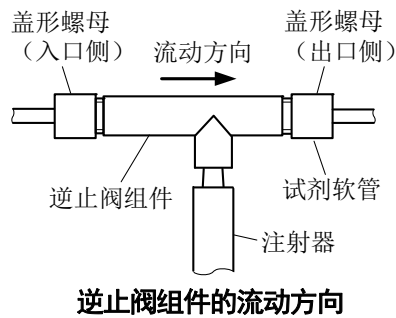 盖形螺母
（入口侧）
流动方向
盖形螺母
（出口侧）
逆止阀组件
试剂软管
注射器
逆止阀组件的流动方向